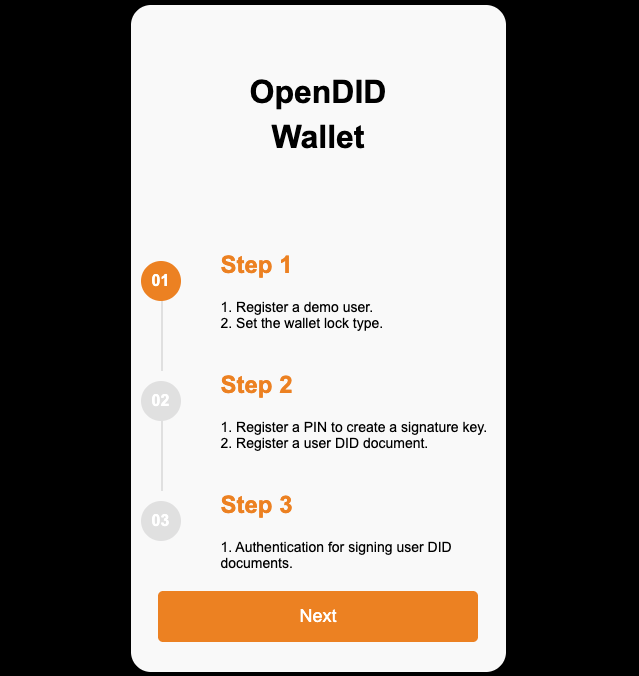 OpenDID
Wallet
01
Step 1
1. Register a demo user.
2. Set the wallet lock type.
02
Step 2
1. Register a PIN to create a signature key.
2. Register a user DID document.
03
Step 3
1. Authentication for signing user DID
documents.
Next